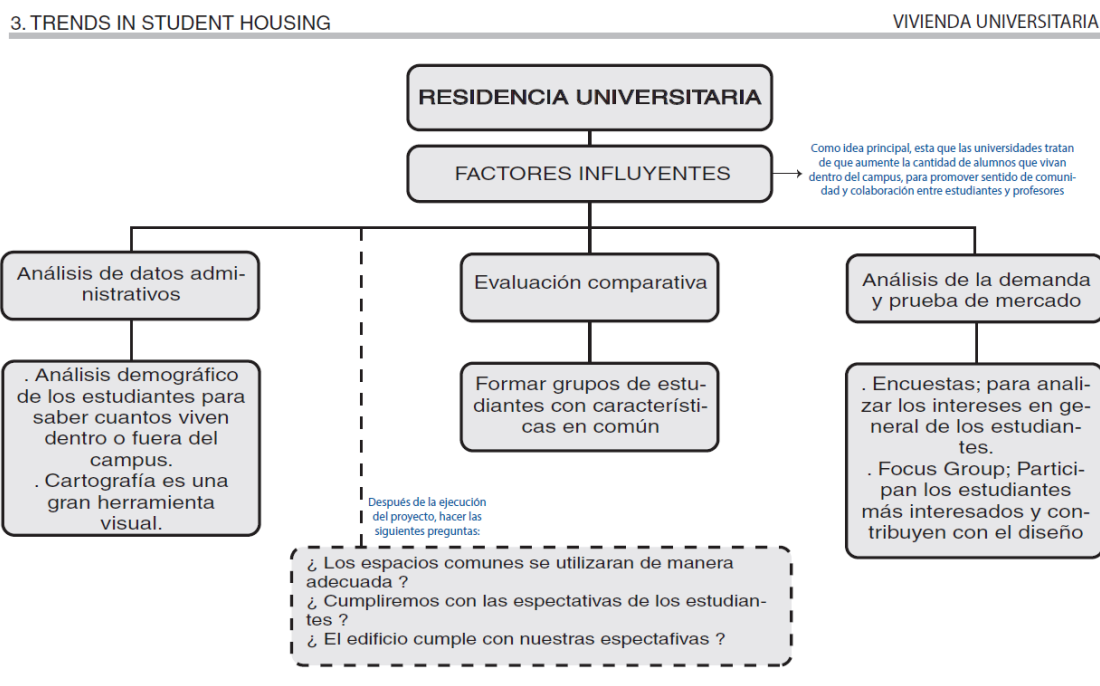 3. TRENDS IN STUDENT HOUSING
VIVIENDA UNIVERSITARIA
RESIDENCIA UNIVERSITARIA
FACTORES INFLUYENTES
Como idea principal, esta que las universidades tratan
de que aumente la cantidad de alumnos que vivan
dentro del campus, para promover sentido de comuni-
dad y colaboración entre estudiantes y profesores
Análisis de datos admi-
nistrativos
Evaluación comparativa
Análisis de la demanda
y prueba de mercado
. Análisis demográfico
de los estudiantes para
saber cuantos viven
dentro o fuera del
campus.
. Cartografía es una
gran herramienta
visual.
Formar grupos de estu-
diantes con característi-
cas en común
. Encuestas; para anali-
zar los intereses en ge-
neral de los estudian-
tes.
. Focus Group; Partici-
pan los estudiantes
más interesados y con-
tribuyen con el diseño
Después de la ejecución
del proyecto, hacer las
siguientes preguntas:
¿ Los espacios comunes se utilizaran de manera
adecuada ?
¿ Cumpliremos con las espectativas de los estudian-
tes ?
¿ El edificio cumple con nuestras espectafivas ?